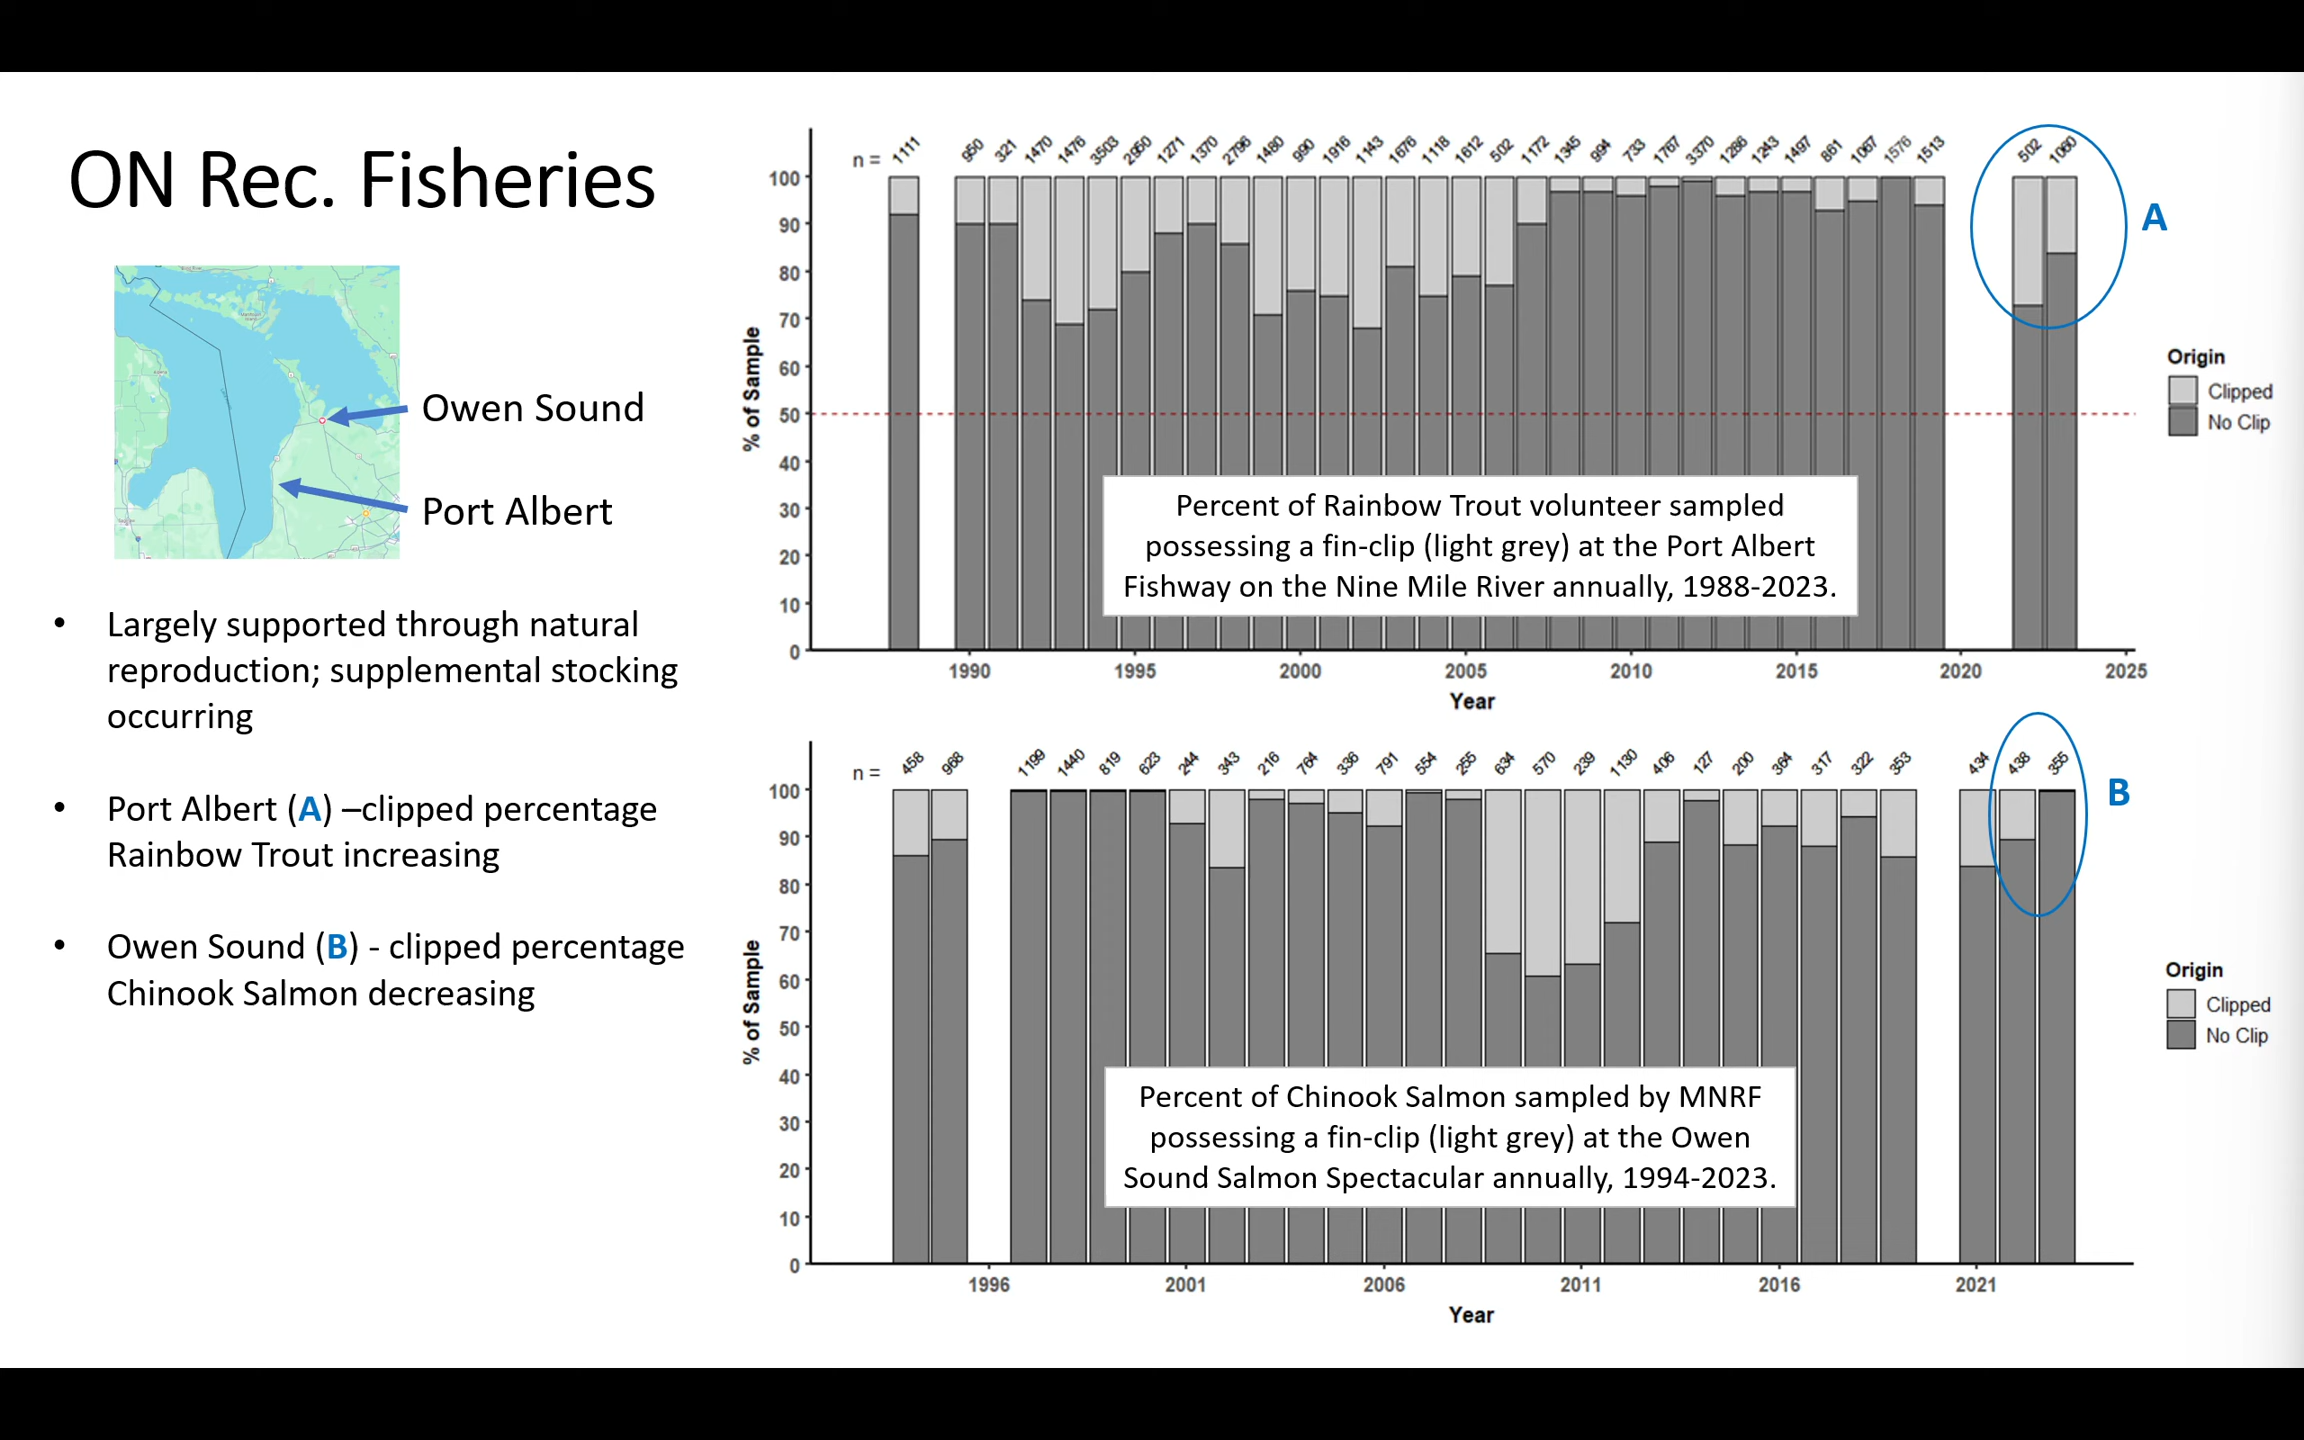 ON Rec. Fisheries
Owen Sound
Port Albert
• Largely supported through natural
reproduction; supplemental stocking
occurring
• Port Albert (A) –clipped percentage
Rainbow Trout increasing
• Owen Sound (B) - clipped percentage
Chinook Salmon decreasing
n = 1111 950 321 1470 1476 3503 2950 1271 1370 2796 1480 990 1916 1143 1676 1118 1612 502 1172 1345 994 733 1767 3370 1286 1243 1497 861 1067 1576 1513 502 1060
A
100
90
80
70
60
50
40
30
20
10
0
% of Sample
Origin
Clipped
No Clip
Percent of Rainbow Trout volunteer sampled
possessing a fin-clip (light grey) at the Port Albert
Fishway on the Nine Mile River annually, 1988-2023.
1990 1995 2000 2005 2010 2015 2020 2025
Year
n = 458 968 1199 1440 819 623 244 343 216 764 336 791 554 255 634 570 239 1130 406 127 200 364 317 322 353 434 438 355
B
100
90
80
70
60
50
40
30
20
10
0
% of Sample
Origin
Clipped
No Clip
Percent of Chinook Salmon sampled by MNRF
possessing a fin-clip (light grey) at the Owen
Sound Salmon Spectacular annually, 1994-2023.
1996 2001 2006 2011 2016 2021
Year